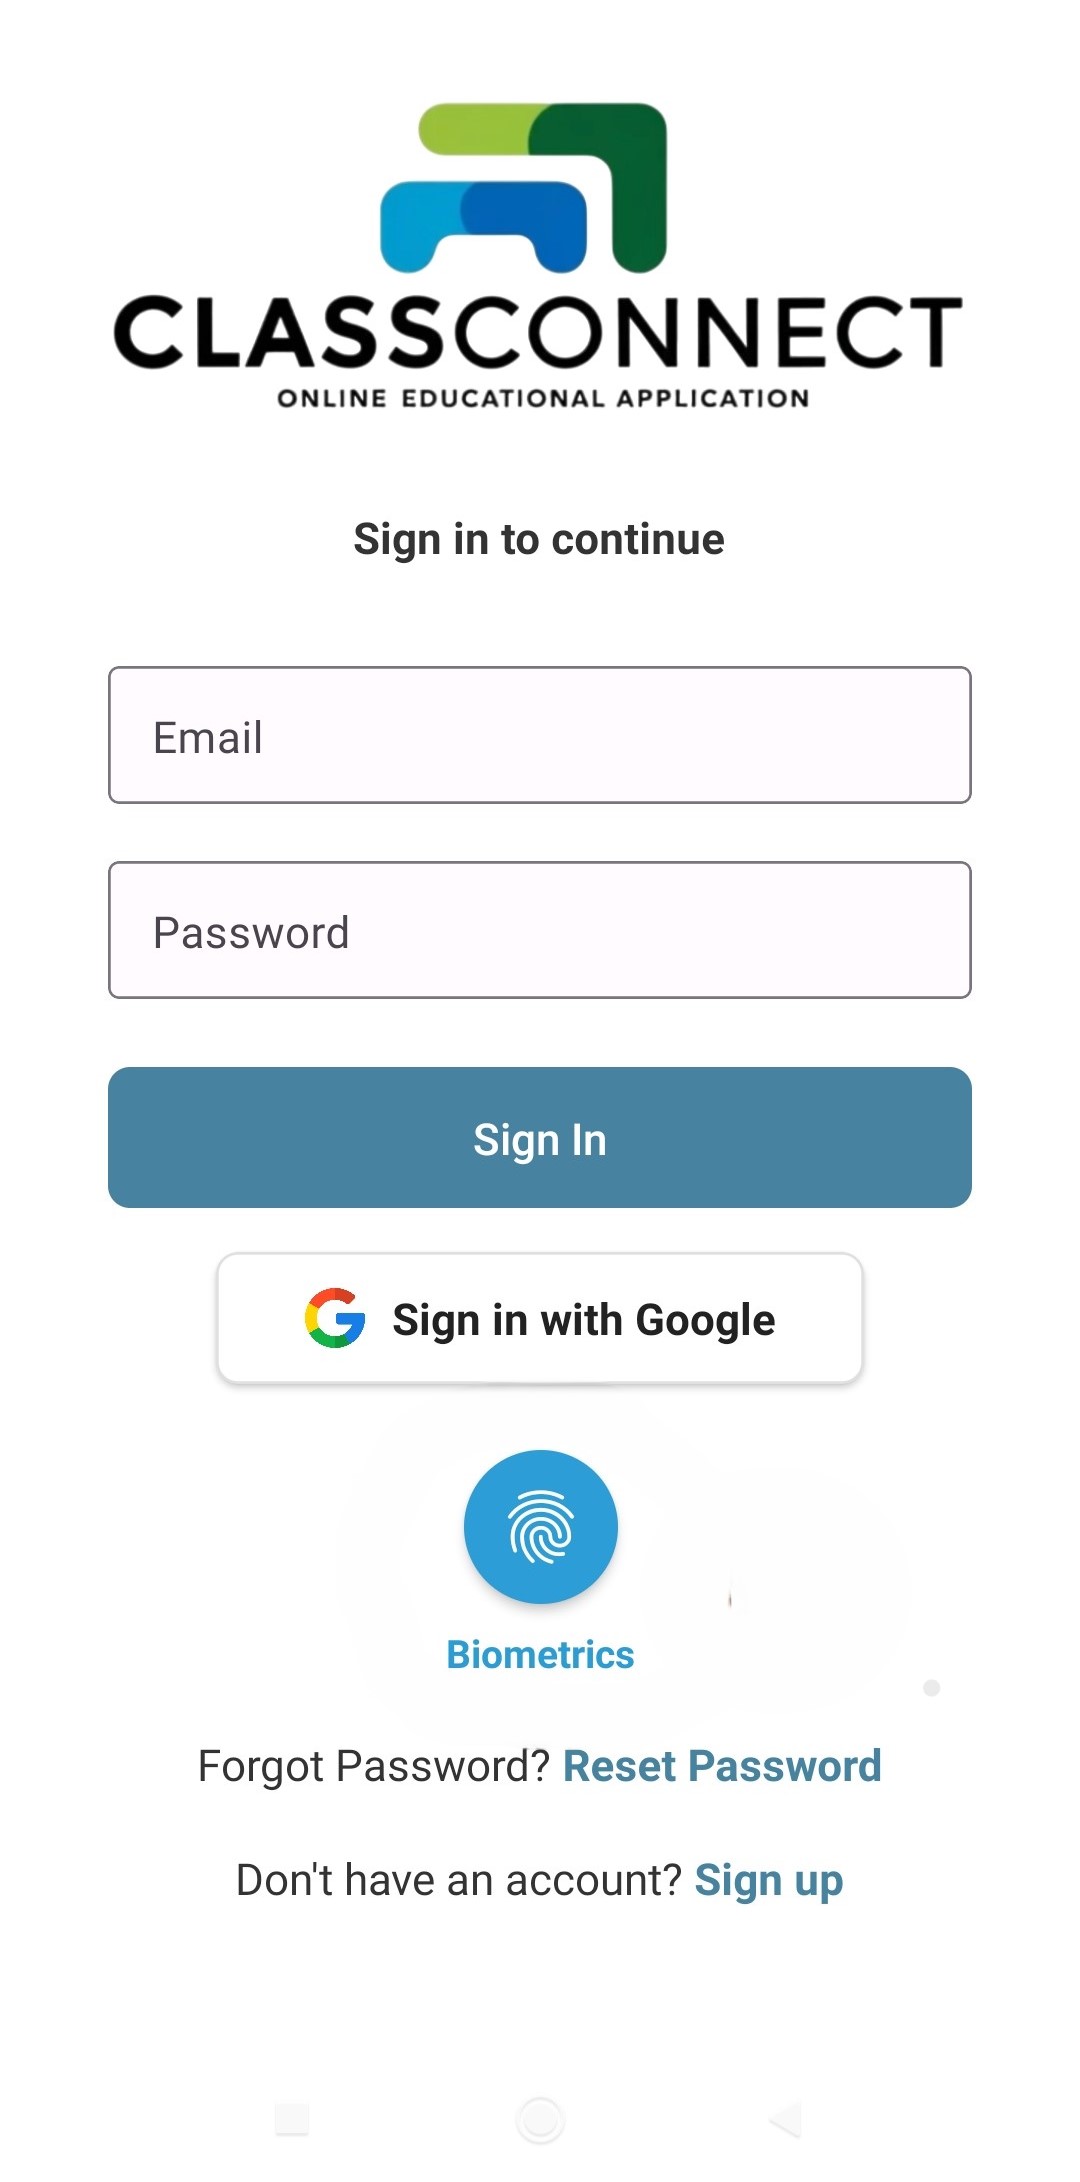 CLASSCONNECT
ONLINE EDUCATIONAL APPLICATION
Sign in to continue
Email
Password
Sign In
Sign in with Google
Biometrics
Forgot Password? Reset Password
Don't have an account? Sign up